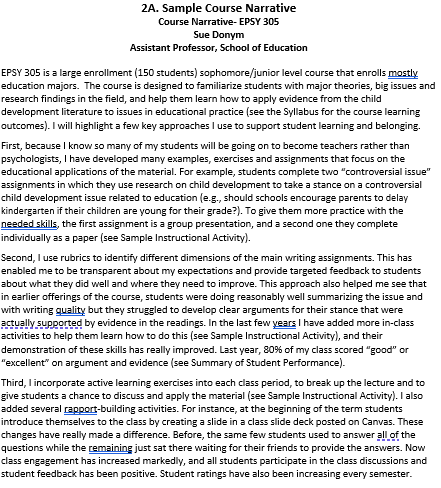 2A. Sample Course Narrative
Course Narrative- EPSY 305
Sue Donym
Assistant Professor, School of Education
EPSY 305 is a large enrollment (150 students) sophomore/junior level course that enrolls mostly
education majors.  The course is designed to familiarize students with major theories, big issues and
research findings in the field, and help them learn how to apply evidence from the child
development literature to issues in educational practice (see the Syllabus for the course learning
outcomes). I will highlight a few key approaches I use to support student learning and belonging.
First, because I know so many of my students will be going on to become teachers rather than
psychologists, I have developed many examples, exercises and assignments that focus on the
educational applications of the material. For example, students complete two “controversial issue”
assignments in which they use research on child development to take a stance on a controversial
child development issue related to education (e.g., should schools encourage parents to delay
kindergarten if their children are young for their grade?). To give them more practice with the
needed skills, the first assignment is a group presentation, and a second one they complete
individually as a paper (see Sample Instructional Activity).
Second, I use rubrics to identify different dimensions of the main writing assignments. This has
enabled me to be transparent about my expectations and provide targeted feedback to students
about what they did well and where they need to improve. This approach also helped me see that
in earlier offerings of the course, students were doing reasonably well summarizing the issue and
with writing quality but they struggled to develop clear arguments for their stance that were
actually supported by evidence in the readings. In the last few years I have added more in-class
activities to help them learn how to do this (see Sample Instructional Activity), and their
demonstration of these skills has really improved. Last year, 80% of my class scored “good” or
“excellent” on argument and evidence (see Summary of Student Performance).
Third, I incorporate active learning exercises into each class period, to break up the lecture and to
give students a chance to discuss and apply the material (see Sample Instructional Activity). I also
added several rapport-building activities. For instance, at the beginning of the term students
introduce themselves to the class by creating a slide in a class slide deck posted on Canvas. These
changes have really made a difference. Before, the same few students used to answer all of the
questions while the remaining just sat there waiting for their friends to provide the answers. Now
class engagement has increased markedly, and all students participate in the class discussions and
student feedback has been positive. Student ratings have also been increasing every semester.